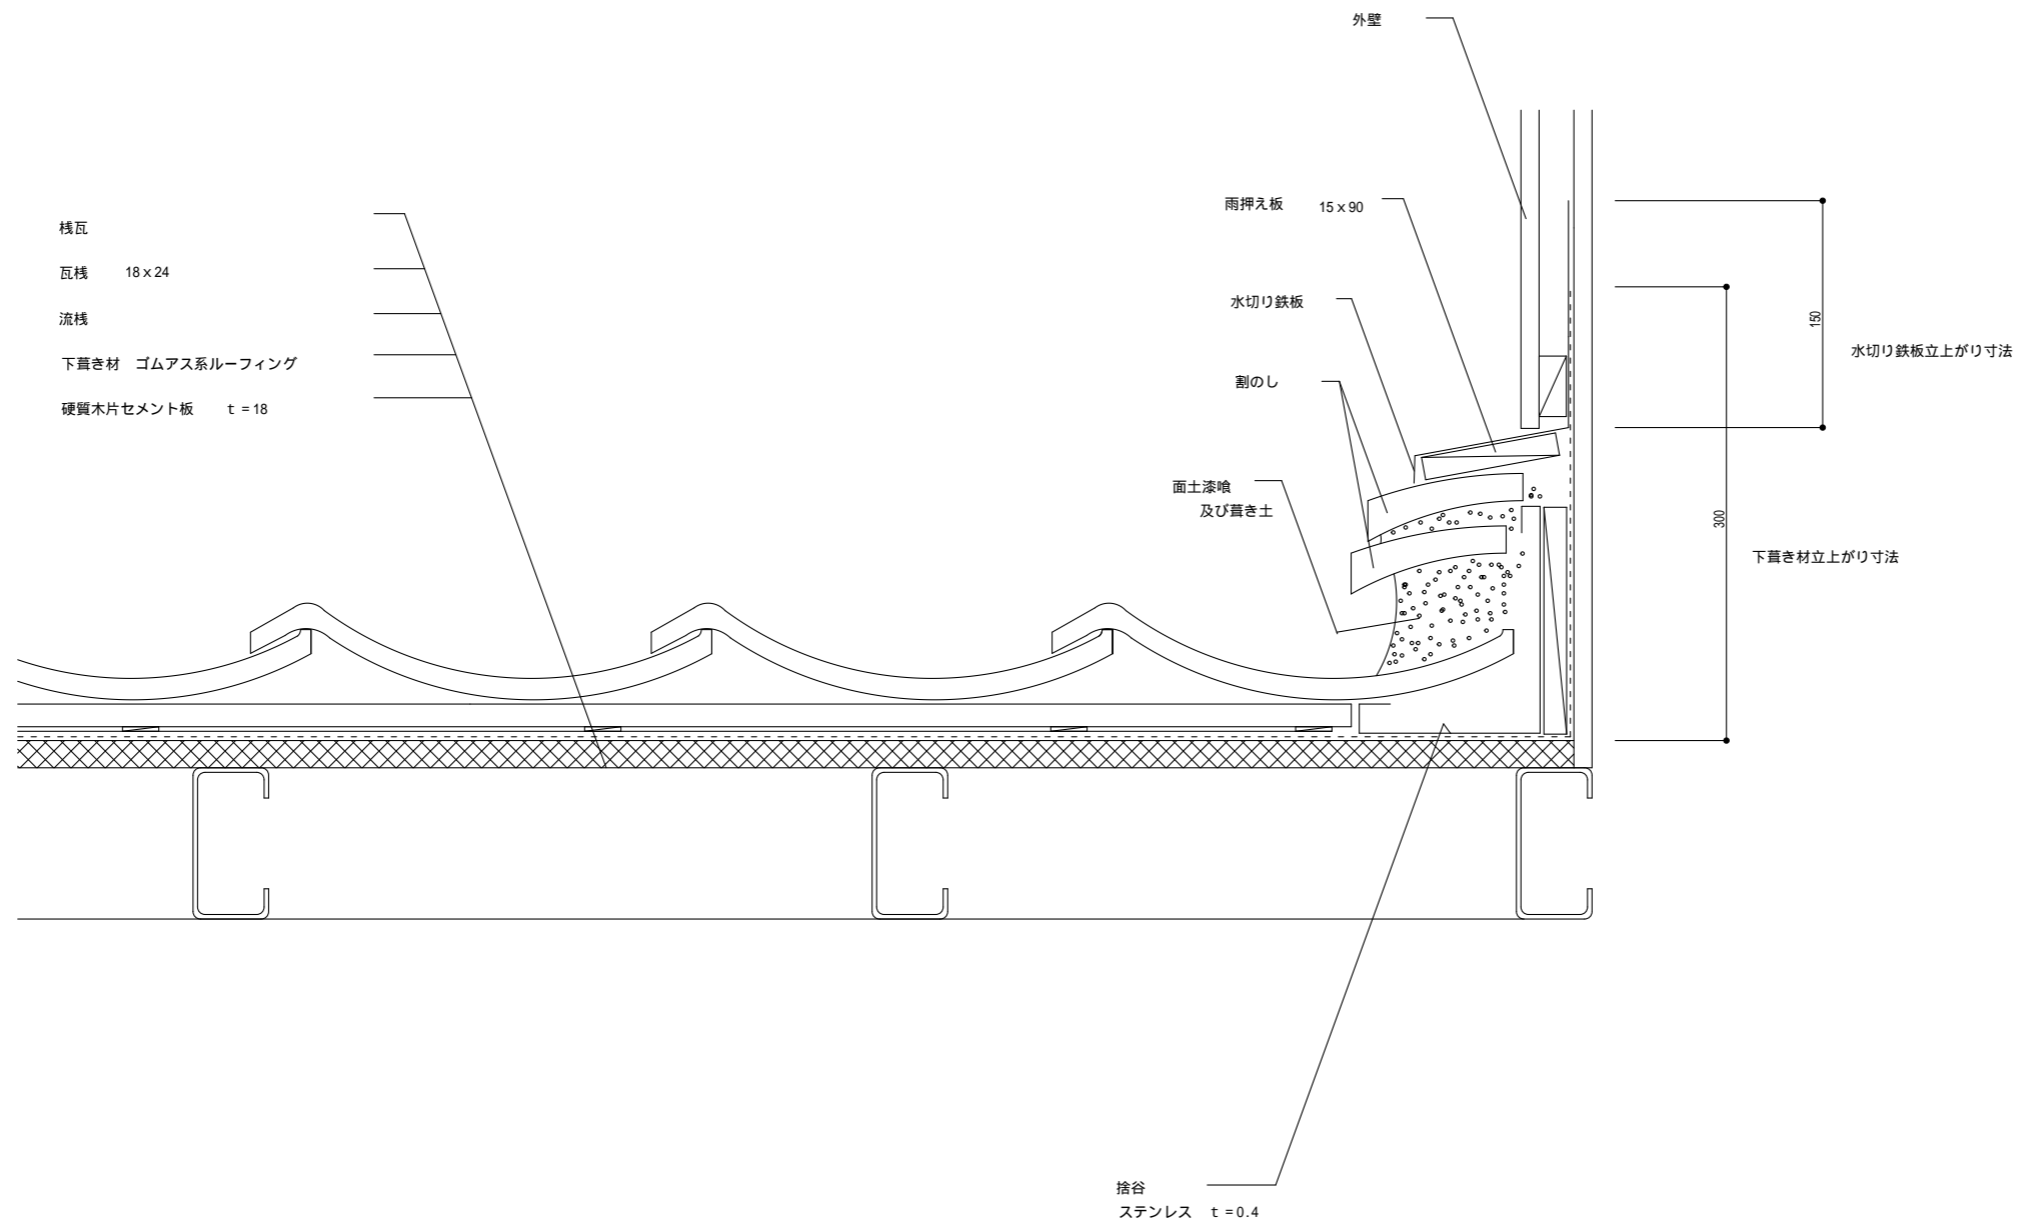 外壁
雨押え板 15x90
桟瓦
瓦桟 18x24
水切り鉄板
流桟
150
水切り鉄板立上がり寸法
下葺き材 ゴムアス系ルーフィング
割のし
硬質木片セメント板 t=18
面土漆喰
及び葺き土
300
下葺き材立上がり寸法
捨谷
ステンレス t=0.4